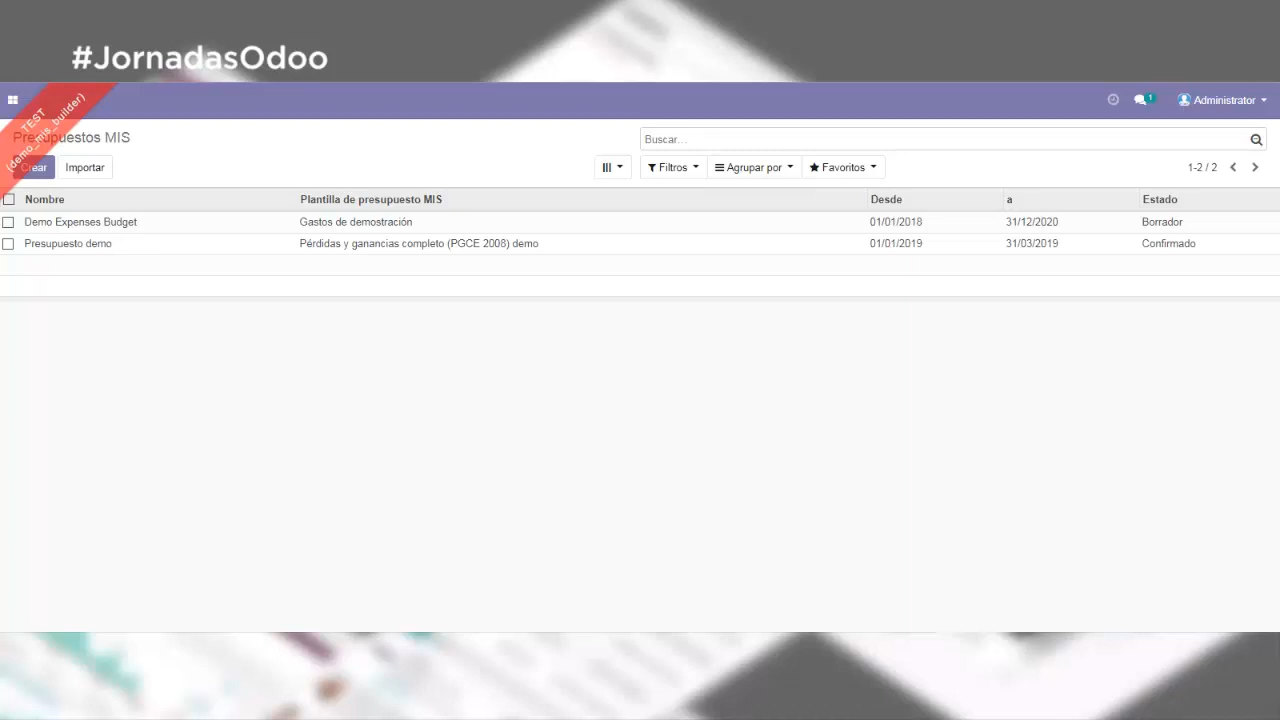 #JornadasOdoo
TEST
(demo_mis_builder)
1
Administrator
Presupuestos MIS
Buscar...
Crear
Importar
Filtros
Agrupar por
Favoritos
1-2 / 2
Nombre Plantilla de presupuesto MIS Desde a Estado
Demo Expenses Budget Gastos de demostración 01/01/2018 31/12/2020 Borrador
Presupuesto demo Pérdidas y ganancias completo (PGCE 2008) demo 01/01/2019 31/03/2019 Confirmado